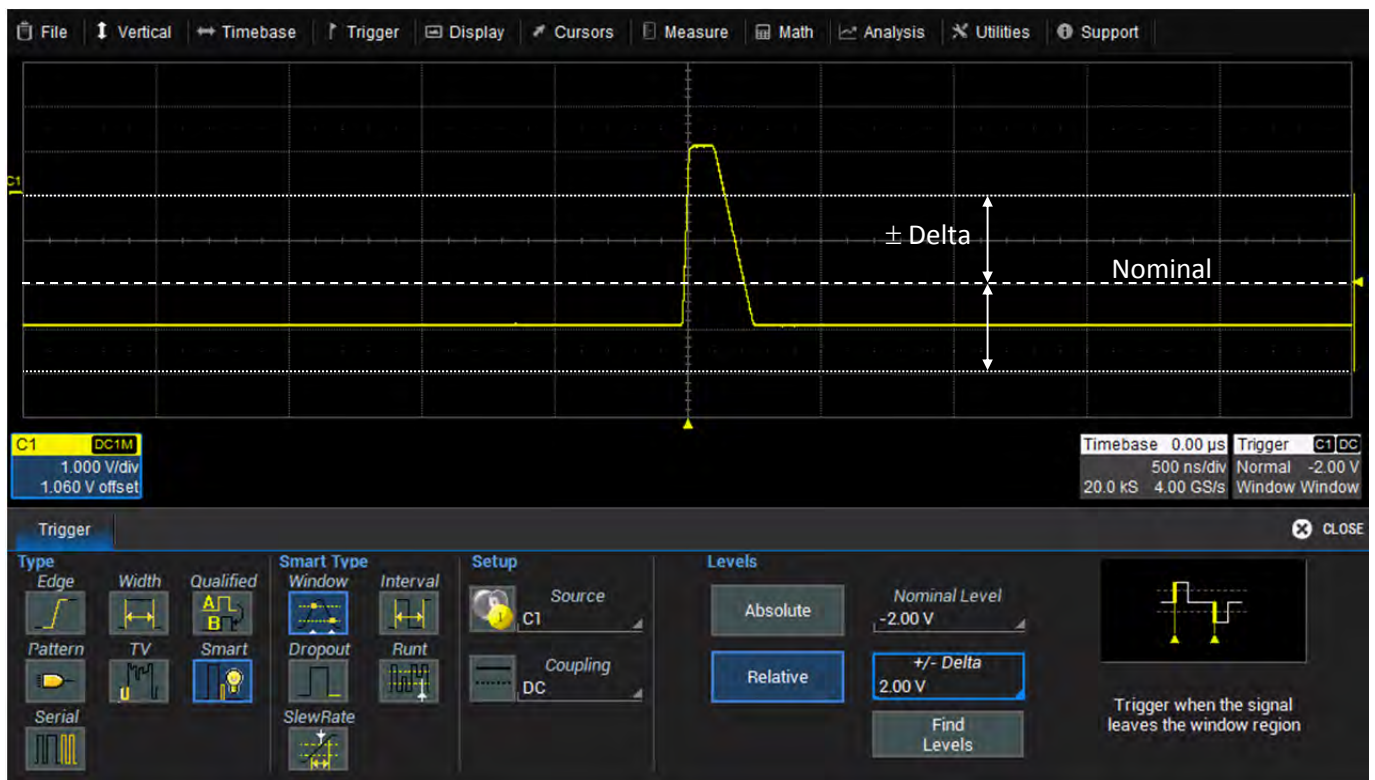 File Vertical Timebase Trigger Display Cursors Measure Math Analysis Utilities Support
C1
± Delta
Nominal
C1 DC1M
1.000 V/div
1.060 V offset
Timebase 0.00 µs
500 ns/div
20.0 kS 4.00 GS/s
Trigger C1 DC
Normal -2.00 V
Window Window
Trigger
CLOSE
Type
Edge Width Qualified
A
B
Pattern TV Smart
U
Serial
Smart Type
Window Interval
Dropout Runt
SlewRate
Setup
Source
1
C1
Coupling
DC
Levels
Absolute
Relative
Nominal Level
-2.00 V
+/- Delta
2.00 V
Find
Levels
Trigger when the signal
leaves the window region